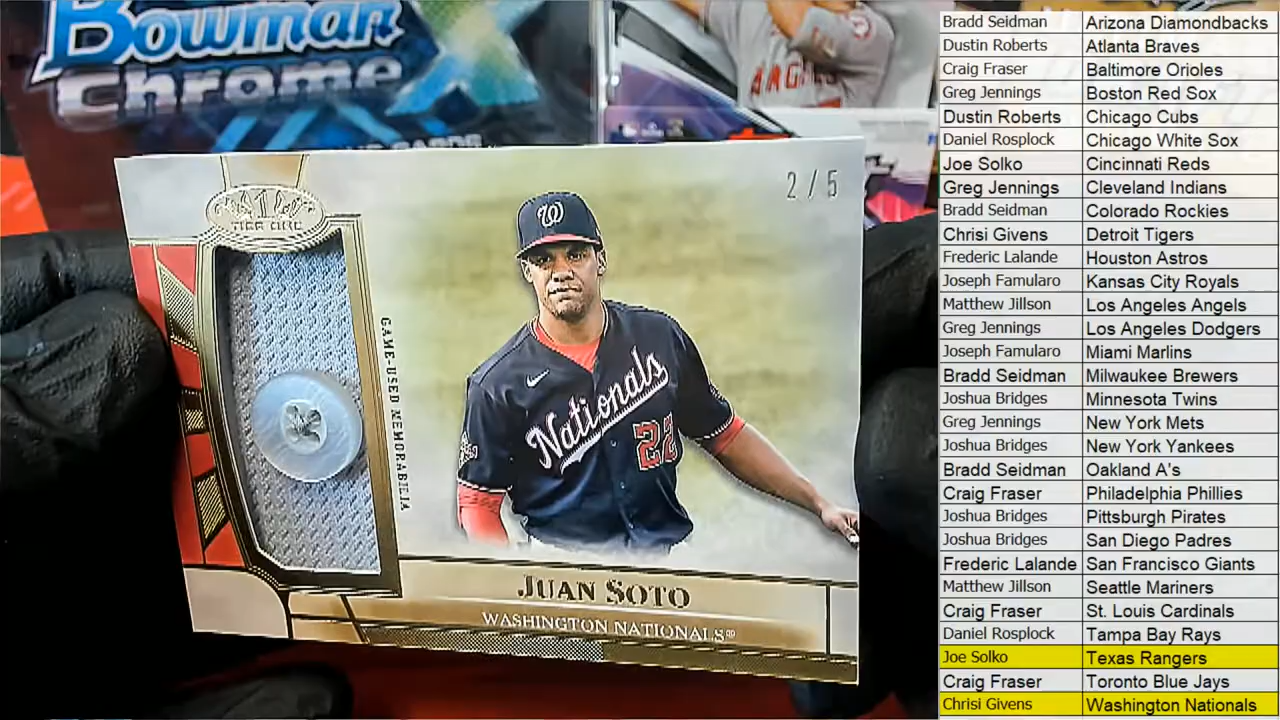 Bowman
Chrome
ANGELS
2 / 5
TIER ONE
GAME-USED MEMORABILIA
W
Nationals
22
JUAN SOTO
WASHINGTON NATIONALS
Bradd Seidman Arizona Diamondbacks
Dustin Roberts Atlanta Braves
Craig Fraser Baltimore Orioles
Greg Jennings Boston Red Sox
Dustin Roberts Chicago Cubs
Daniel Rosplock Chicago White Sox
Joe Solko Cincinnati Reds
Greg Jennings Cleveland Indians
Bradd Seidman Colorado Rockies
Chrisi Givens Detroit Tigers
Frederic Lalande Houston Astros
Joseph Famularo Kansas City Royals
Matthew Jillson Los Angeles Angels
Greg Jennings Los Angeles Dodgers
Joseph Famularo Miami Marlins
Bradd Seidman Milwaukee Brewers
Joshua Bridges Minnesota Twins
Greg Jennings New York Mets
Joshua Bridges New York Yankees
Bradd Seidman Oakland A's
Craig Fraser Philadelphia Phillies
Joshua Bridges Pittsburgh Pirates
Joshua Bridges San Diego Padres
Frederic Lalande San Francisco Giants
Matthew Jillson Seattle Mariners
Craig Fraser St. Louis Cardinals
Daniel Rosplock Tampa Bay Rays
Joe Solko Texas Rangers
Craig Fraser Toronto Blue Jays
Chrisi Givens Washington Nationals